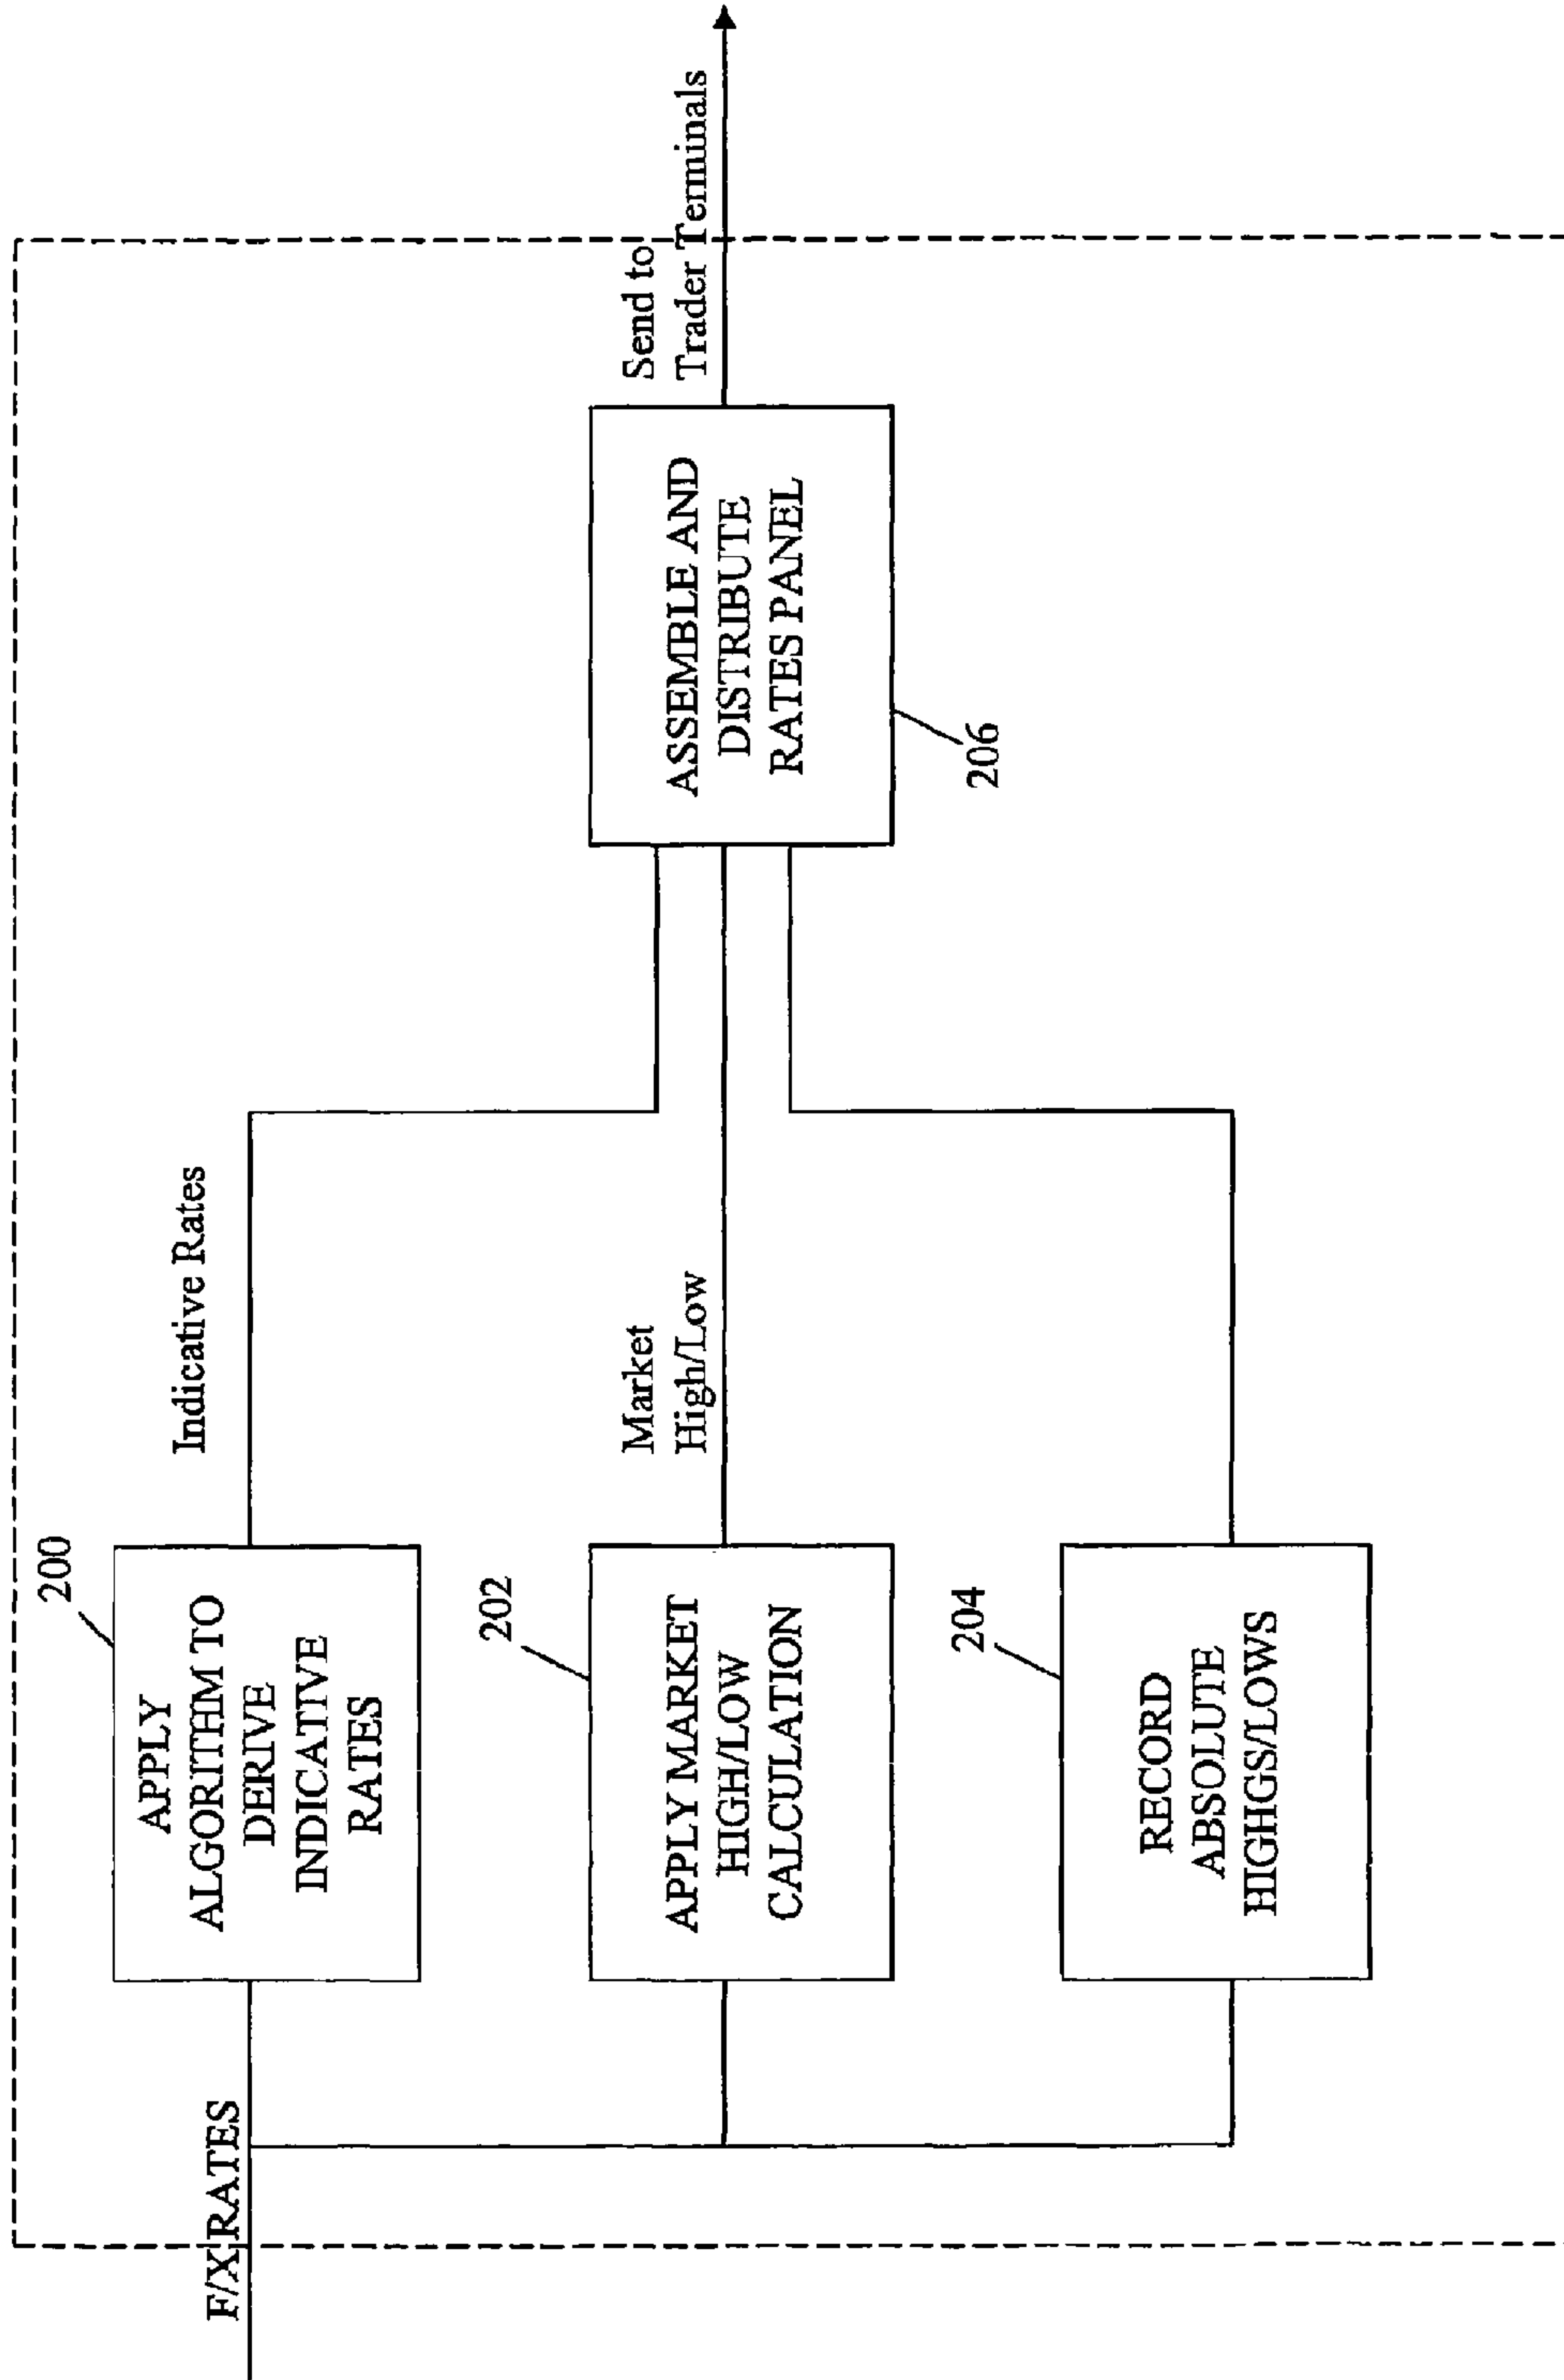 F/X RATES
200
APPLY
ALGORITHM TO
DERIVE
INDICATIVE
RATES
Indicative Rates
202
APPLY MARKET
HIGH/LOW
CALCULATION
Market
High/Low
204
RECORD
ABSOLUTE
HIGHGS/LOWS
ASSEMBLE AND
DISTRIBUTE
RATES PANEL
206
Send to
Trader Terminals